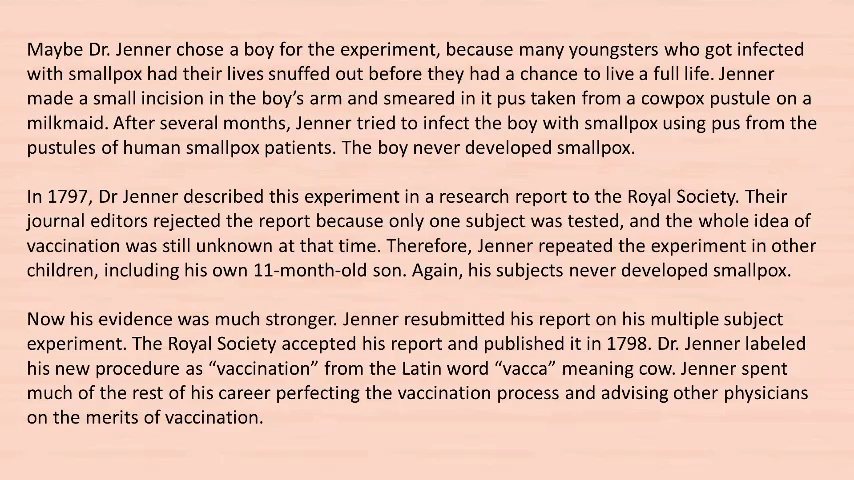 Maybe Dr. Jenner chose a boy for the experiment, because many youngsters who got infected
with smallpox had their lives snuffed out before they had a chance to live a full life. Jenner
made a small incision in the boy’s arm and smeared in it pus taken from a cowpox pustule on a
milkmaid. After several months, Jenner tried to infect the boy with smallpox using pus from the
pustules of human smallpox patients. The boy never developed smallpox.
In 1797, Dr Jenner described this experiment in a research report to the Royal Society. Their
journal editors rejected the report because only one subject was tested, and the whole idea of
vaccination was still unknown at that time. Therefore, Jenner repeated the experiment in other
children, including his own 11-month-old son. Again, his subjects never developed smallpox.
Now his evidence was much stronger. Jenner resubmitted his report on his multiple subject
experiment. The Royal Society accepted his report and published it in 1798. Dr. Jenner labeled
his new procedure as “vaccination” from the Latin word “vacca” meaning cow. Jenner spent
much of the rest of his career perfecting the vaccination process and advising other physicians
on the merits of vaccination.